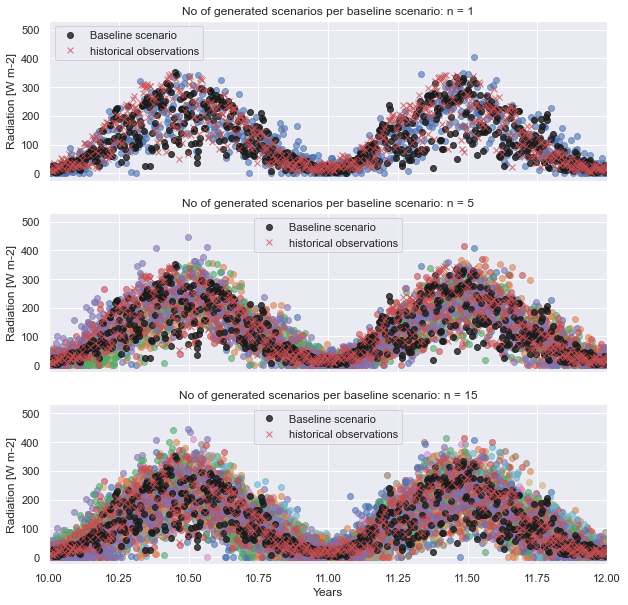 No of generated scenarios per baseline scenario: n = 1
500
400
300
200
100
0
Radiation [W m-2]
Baseline scenario
historical observations
No of generated scenarios per baseline scenario: n = 5
500
400
300
200
100
0
Radiation [W m-2]
Baseline scenario
historical observations
No of generated scenarios per baseline scenario: n = 15
500
400
300
200
100
0
Radiation [W m-2]
Baseline scenario
historical observations
10.00 10.25 10.50 10.75 11.00 11.25 11.50 11.75 12.00
Years